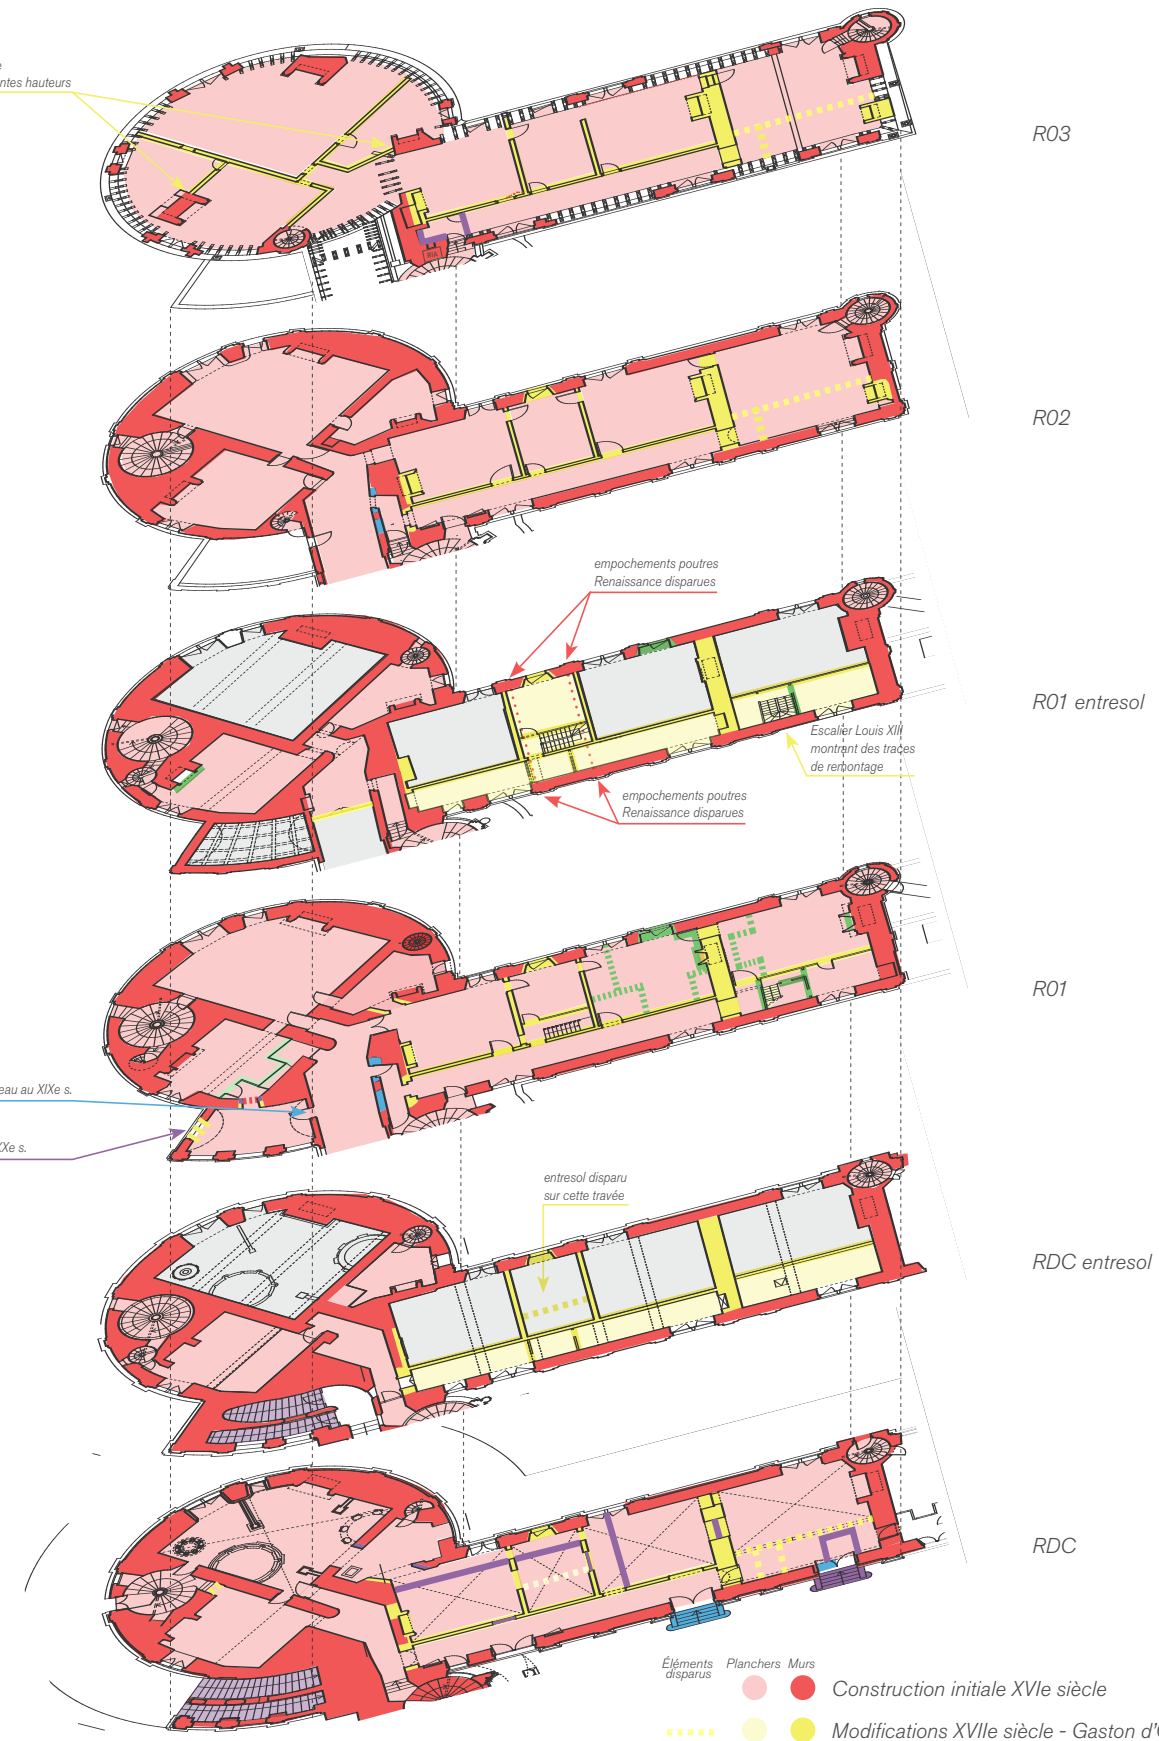 ntes hauteurs
R03
RIA
R02
empochements poutres
Renaissance disparues
R01 entresol
Escalier Louis XIII
montrant des traces
de remontage
empochements poutres
Renaissance disparues
R01
eau au XIXe s.
XXe s.
entresol disparu
sur cette travée
RDC entresol
RDC
Éléments
disparus
Planchers Murs
Construction initiale XVIe siècle
Modifications XVIIe siècle - Gaston d'